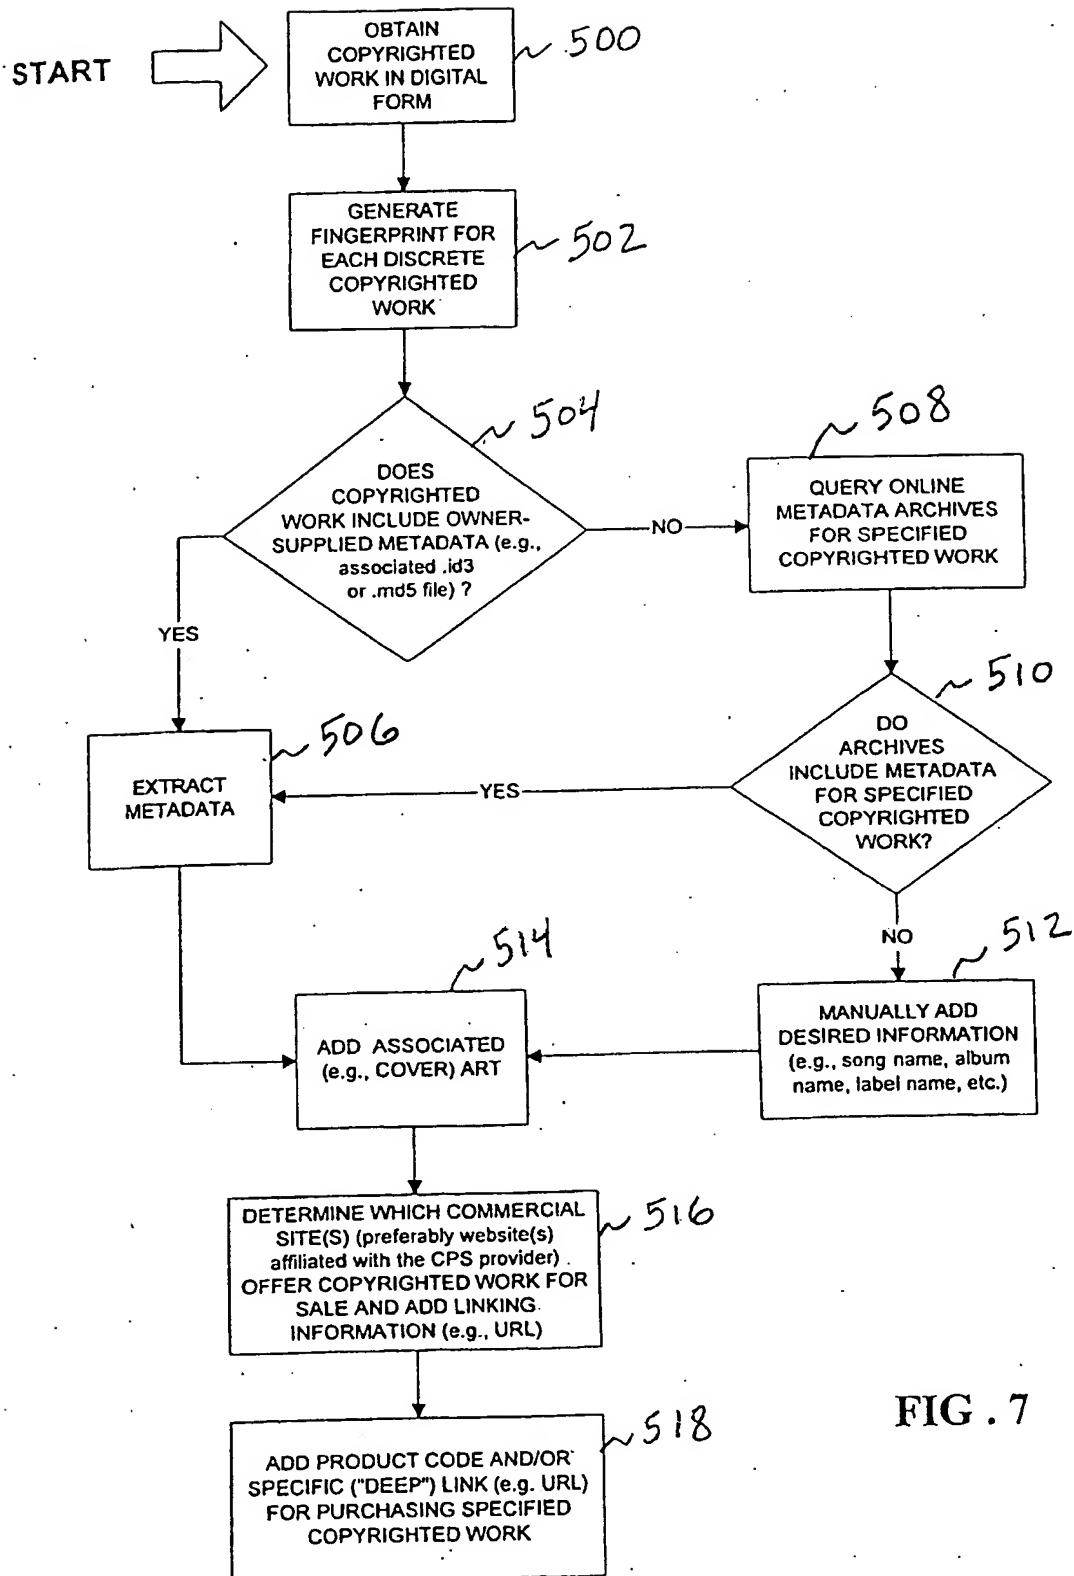 START
OBTAIN
COPYRIGHTED
WORK IN DIGITAL
FORM
500
GENERATE
FINGERPRINT FOR
EACH DISCRETE
COPYRIGHTED
WORK
502
DOES
COPYRIGHTED
WORK INCLUDE OWNER-
SUPPLIED METADATA (e.g.,
associated .id3
or .md5 file) ?
504
NO
QUERY ONLINE
METADATA ARCHIVES
FOR SPECIFIED
COPYRIGHTED WORK
508
YES
DO
ARCHIVES
INCLUDE METADATA
FOR SPECIFIED
COPYRIGHTED
WORK?
510
EXTRACT
METADATA
506
YES
NO
MANUALLY ADD
DESIRED INFORMATION
(e.g., song name, album
name, label name, etc.)
512
ADD ASSOCIATED
(e.g., COVER) ART
514
DETERMINE WHICH COMMERCIAL
SITE(S) (preferably website(s)
affiliated with the CPS provider)
OFFER COPYRIGHTED WORK FOR
SALE AND ADD LINKING
INFORMATION (e.g., URL)
516
ADD PRODUCT CODE AND/OR
SPECIFIC ("DEEP") LINK (e.g. URL)
FOR PURCHASING SPECIFIED
COPYRIGHTED WORK
518
FIG . 7